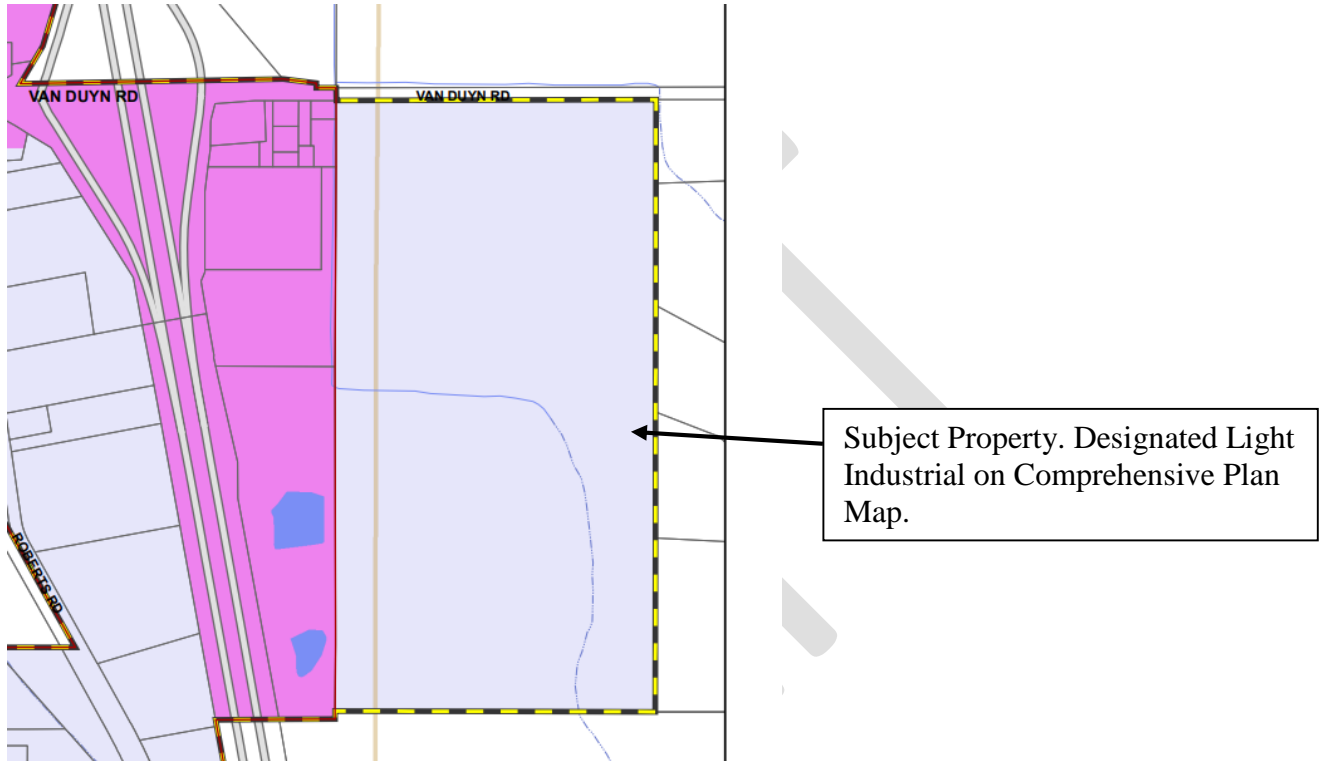 VAN DUYN RD
VAN DUYN RD
Subject Property. Designated Light
Industrial on Comprehensive Plan
Map.
ROBERTS RD